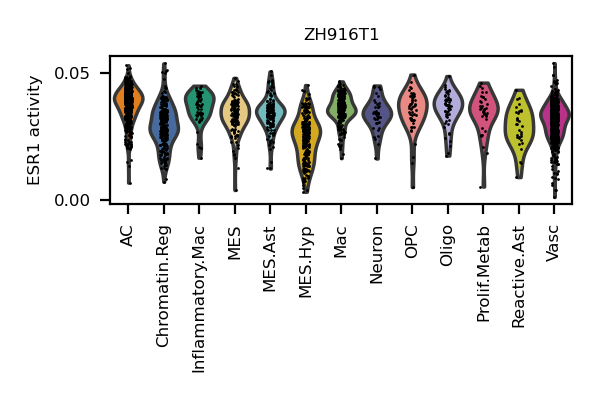 ZH916T1
ESR1 activity
0.05
0.00
AC
Chromatin.Reg
Inflammatory.Mac
MES
MES.Ast
MES.Hyp
Mac
Neuron
OPC
Oligo
Prolif.Metab
Reactive.Ast
Vasc